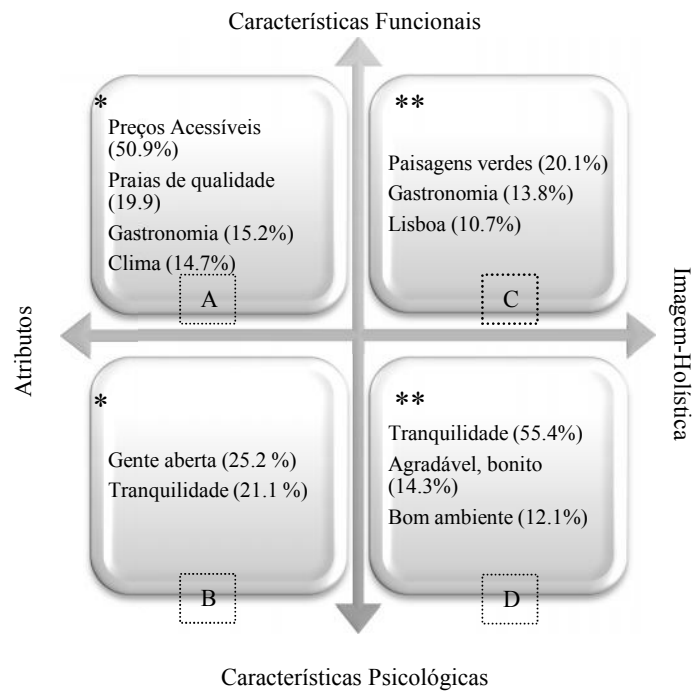 Características Funcionais
*
Preços Acessíveis
(50.9%)
Praias de qualidade
(19.9)
Gastronomia (15.2%)
Clima (14.7%)
A
**
Paisagens verdes (20.1%)
Gastronomia (13.8%)
Lisboa (10.7%)
C
Atributos
Imagem-Holística
*
Gente aberta (25.2 %)
Tranquilidade (21.1 %)
B
**
Tranquilidade (55.4%)
Agradável, bonito
(14.3%)
Bom ambiente (12.1%)
D
Características Psicológicas